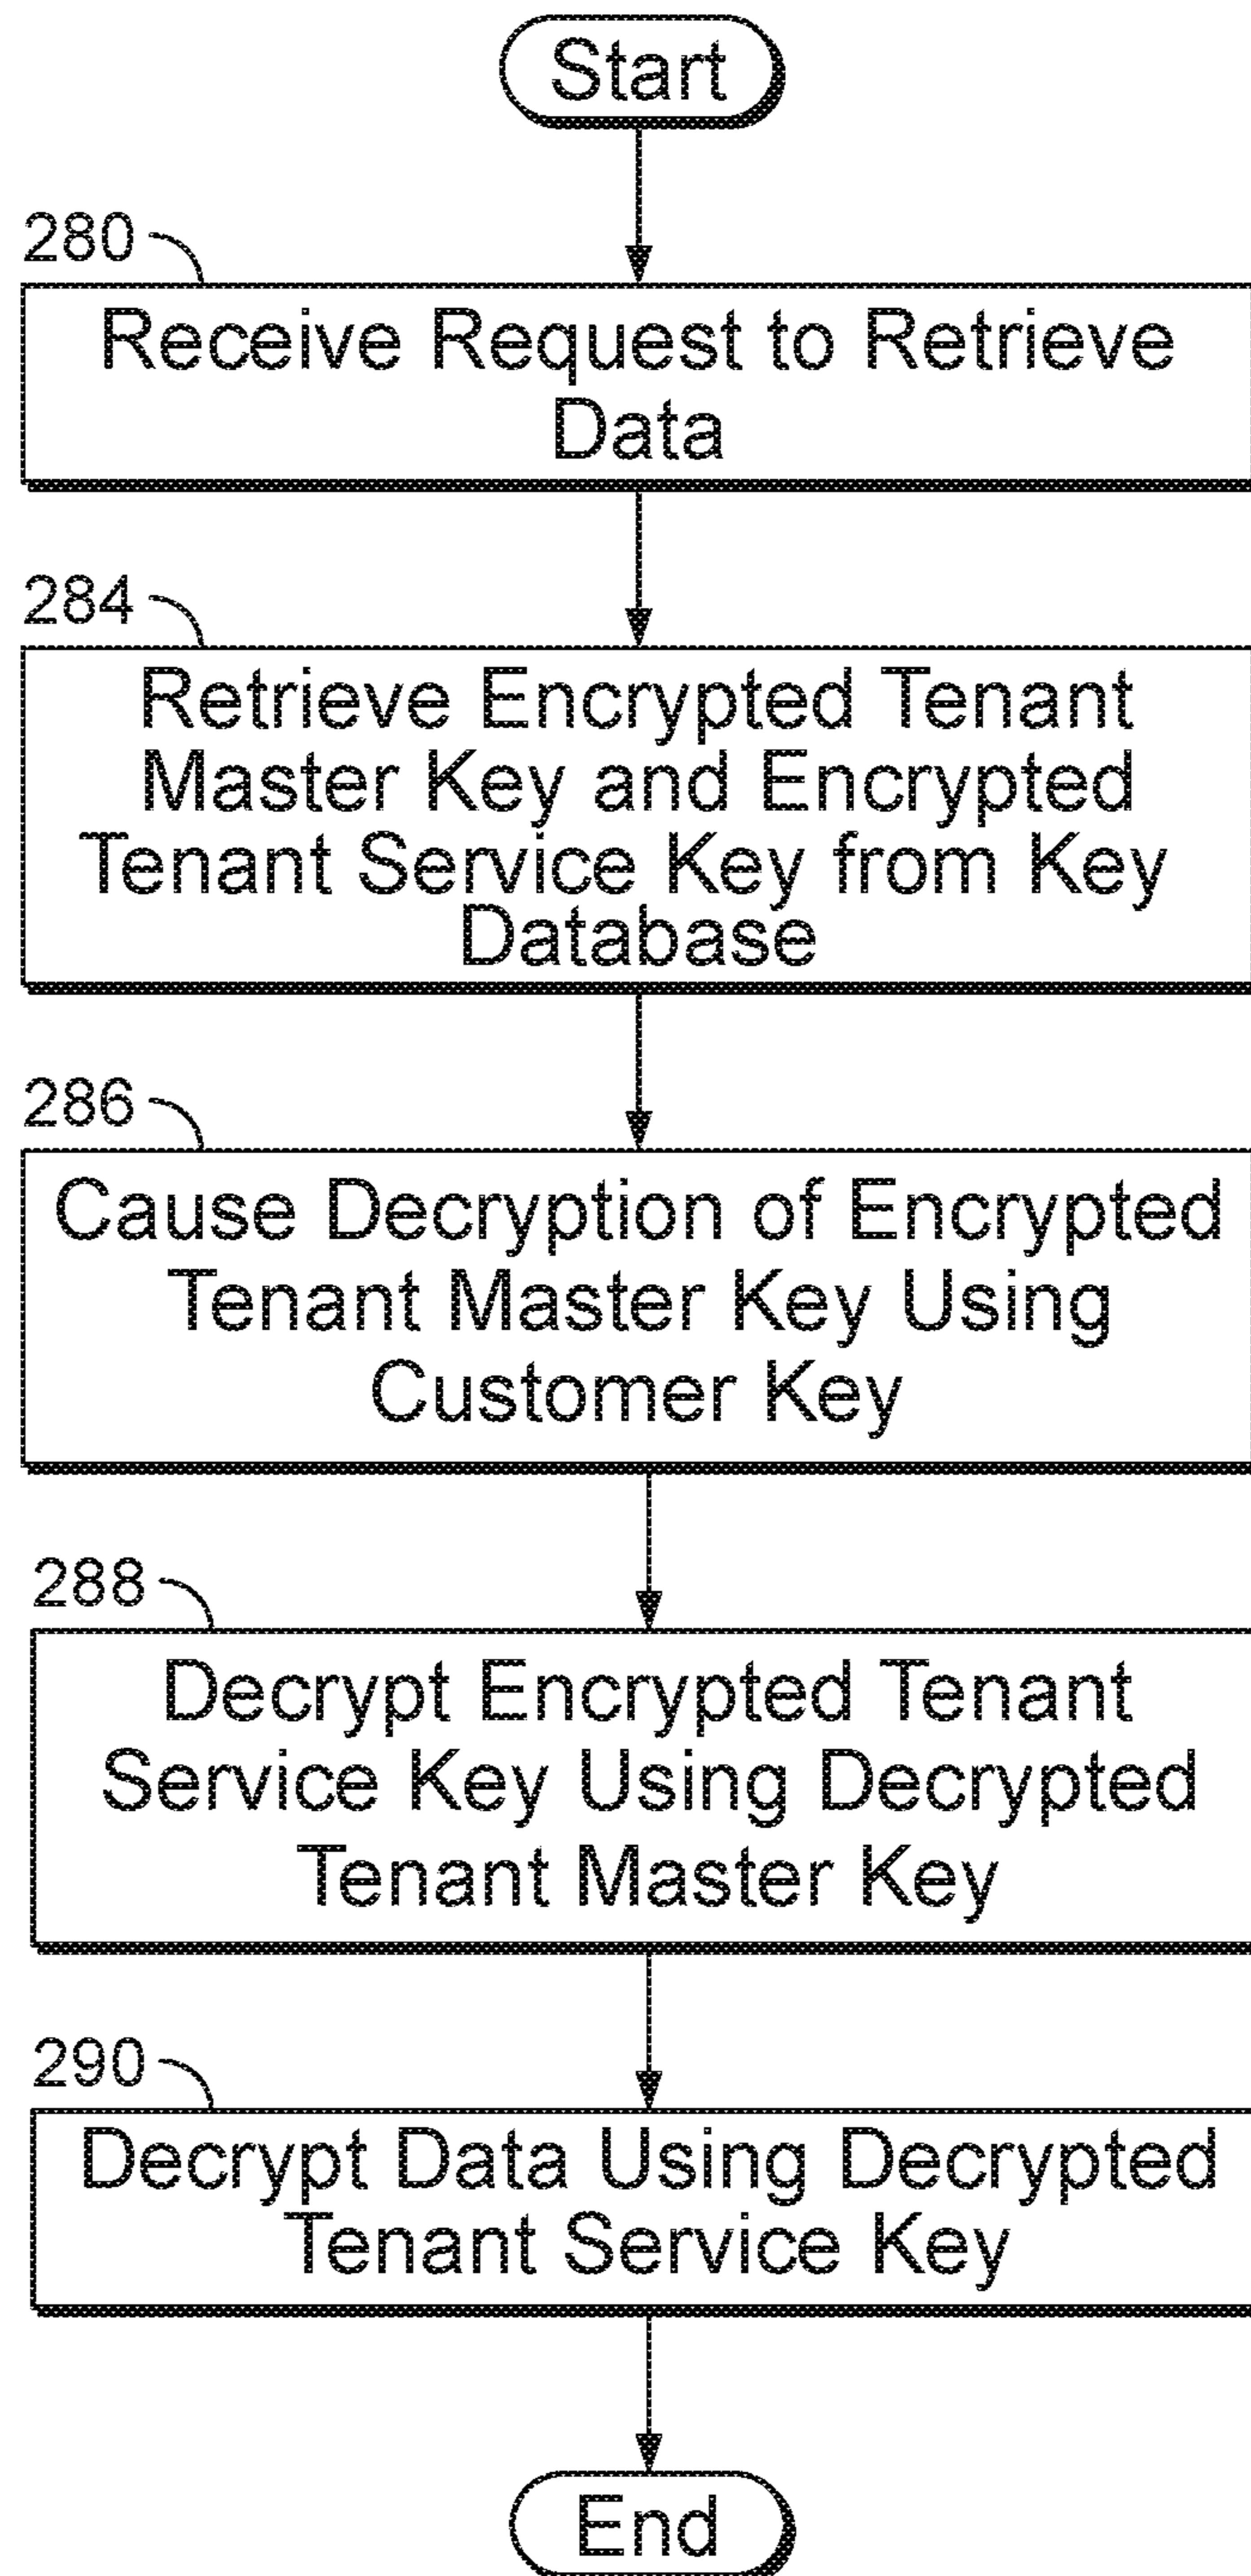 Start
280
Receive Request to Retrieve
Data
284
Retrieve Encrypted Tenant
Master Key and Encrypted
Tenant Service Key from Key
Database
286
Cause Decryption of Encrypted
Tenant Master Key Using
Customer Key
288
Decrypt Encrypted Tenant
Service Key Using Decrypted
Tenant Master Key
290
Decrypt Data Using Decrypted
Tenant Service Key
End